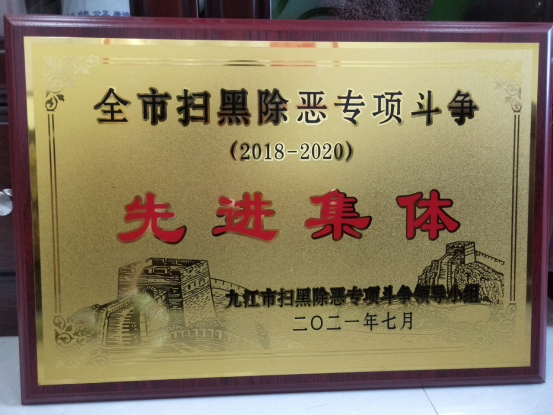 全市扫黑除恶专项斗争
(2018-2020)
先进集体
九江市扫黑除恶专项斗争领导小组
二〇二一年七月